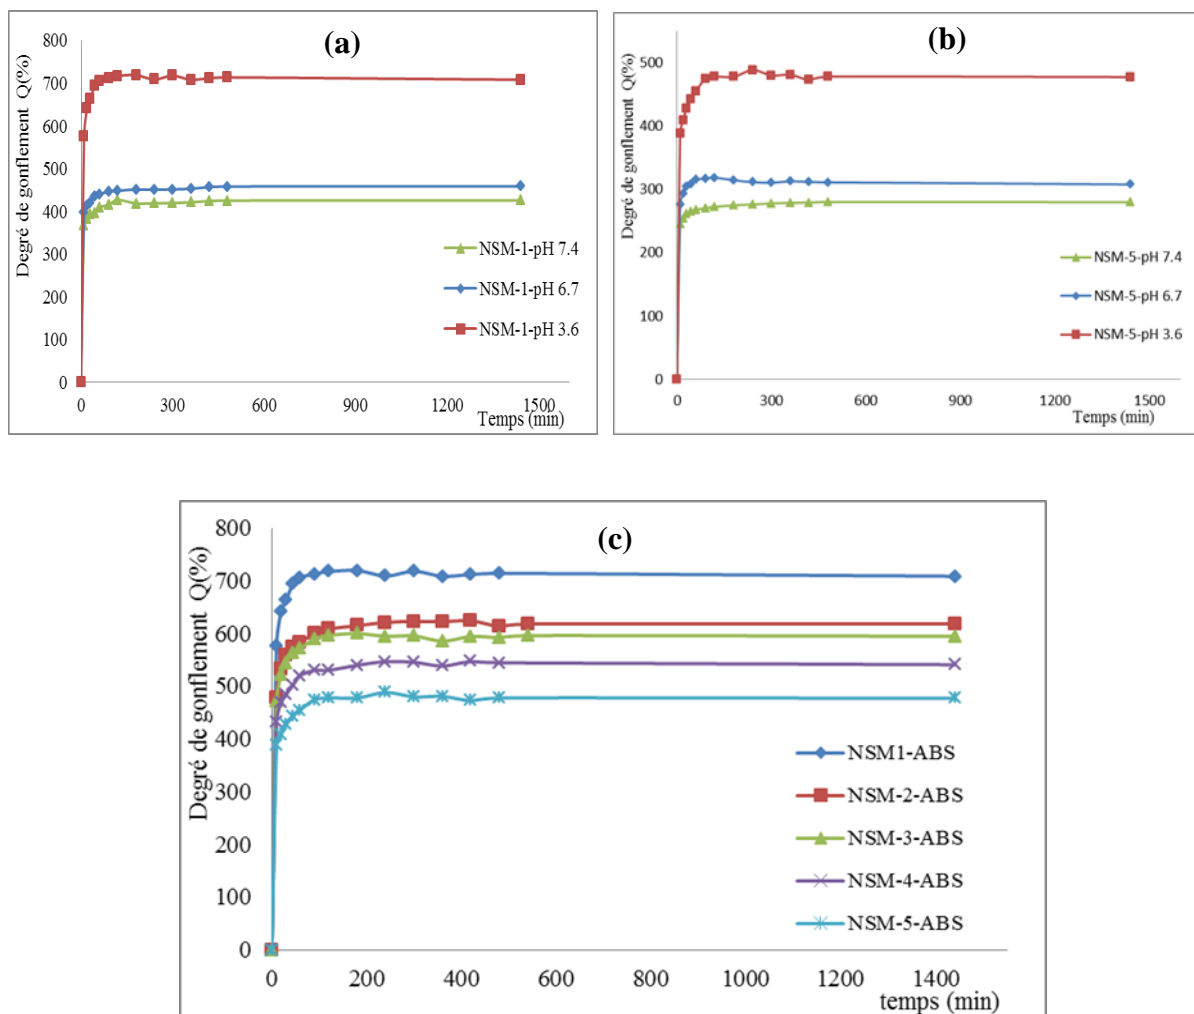 (a)
Degré de gonflement Q(%)
800
700
600
500
400
300
200
100
0
NSM-1-pH 7.4
NSM-1-pH 6.7
NSM-1-pH 3.6
0 300 600 900 1200 1500
Temps (min)
(b)
Degré de gonflement Q(%)
500
400
300
200
100
0
NSM-5-pH 7.4
NSM-5-pH 6.7
NSM-5-pH 3.6
0 300 600 900 1200 1500
Temps (min)
(c)
Degré de gonflement Q(%)
800
700
600
500
400
300
200
100
0
NSM1-ABS
NSM-2-ABS
NSM-3-ABS
NSM-4-ABS
NSM-5-ABS
0 200 400 600 800 1000 1200 1400
temps (min)